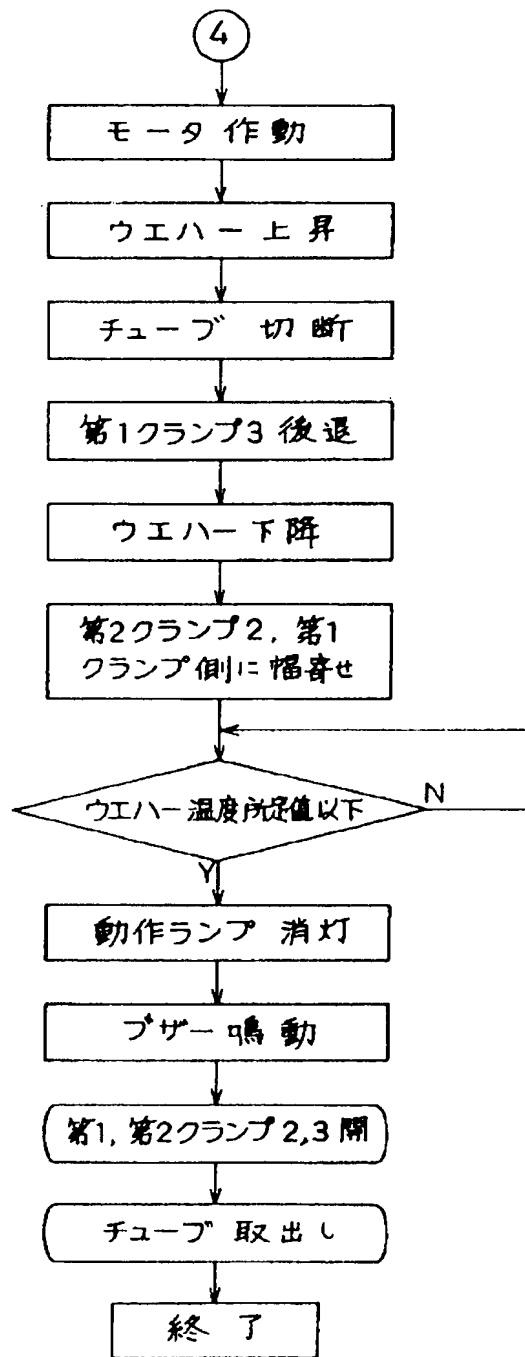 4
モータ作動
ウエハー上昇
チューブ 切断
第1クランプ3後退
ウエハー下降
第2クランプ2, 第1
クランプ側に幅寄せ
ウエハー温度所定値以下
N
Y
動作ランプ 消灯
ブザー鳴動
第1, 第2クランプ2,3開
チューブ 取出し
終了